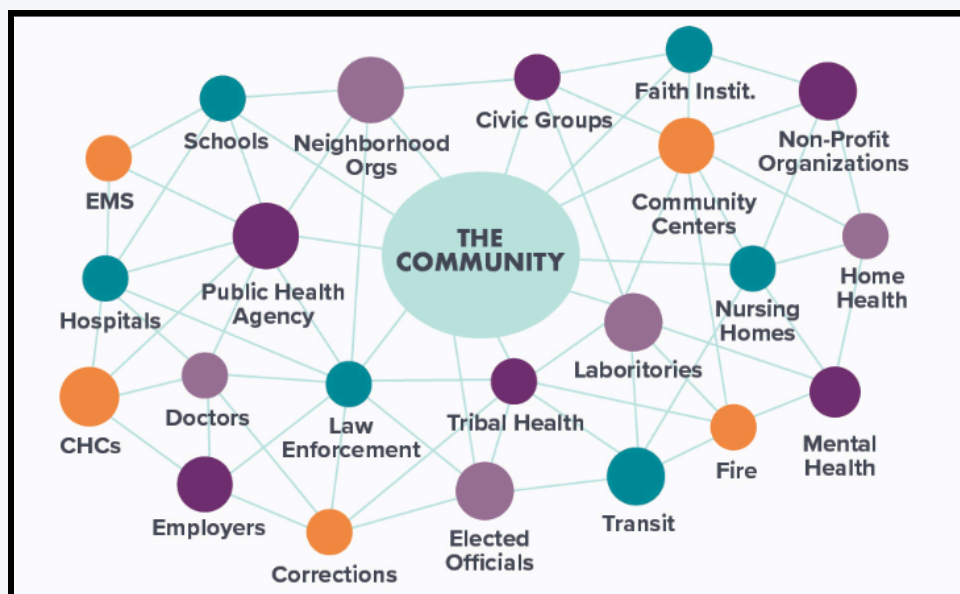 Faith Instit.
Civic Groups
Schools
Neighborhood
Orgs
Non-Profit
Organizations
EMS
Community
Centers
THE
COMMUNITY
Public Health
Agency
Home
Health
Hospitals
Nursing
Homes
Laboritories
Doctors
Law
Enforcement
Tribal Health
CHCs
Mental
Health
Fire
Employers
Transit
Elected
Officials
Corrections